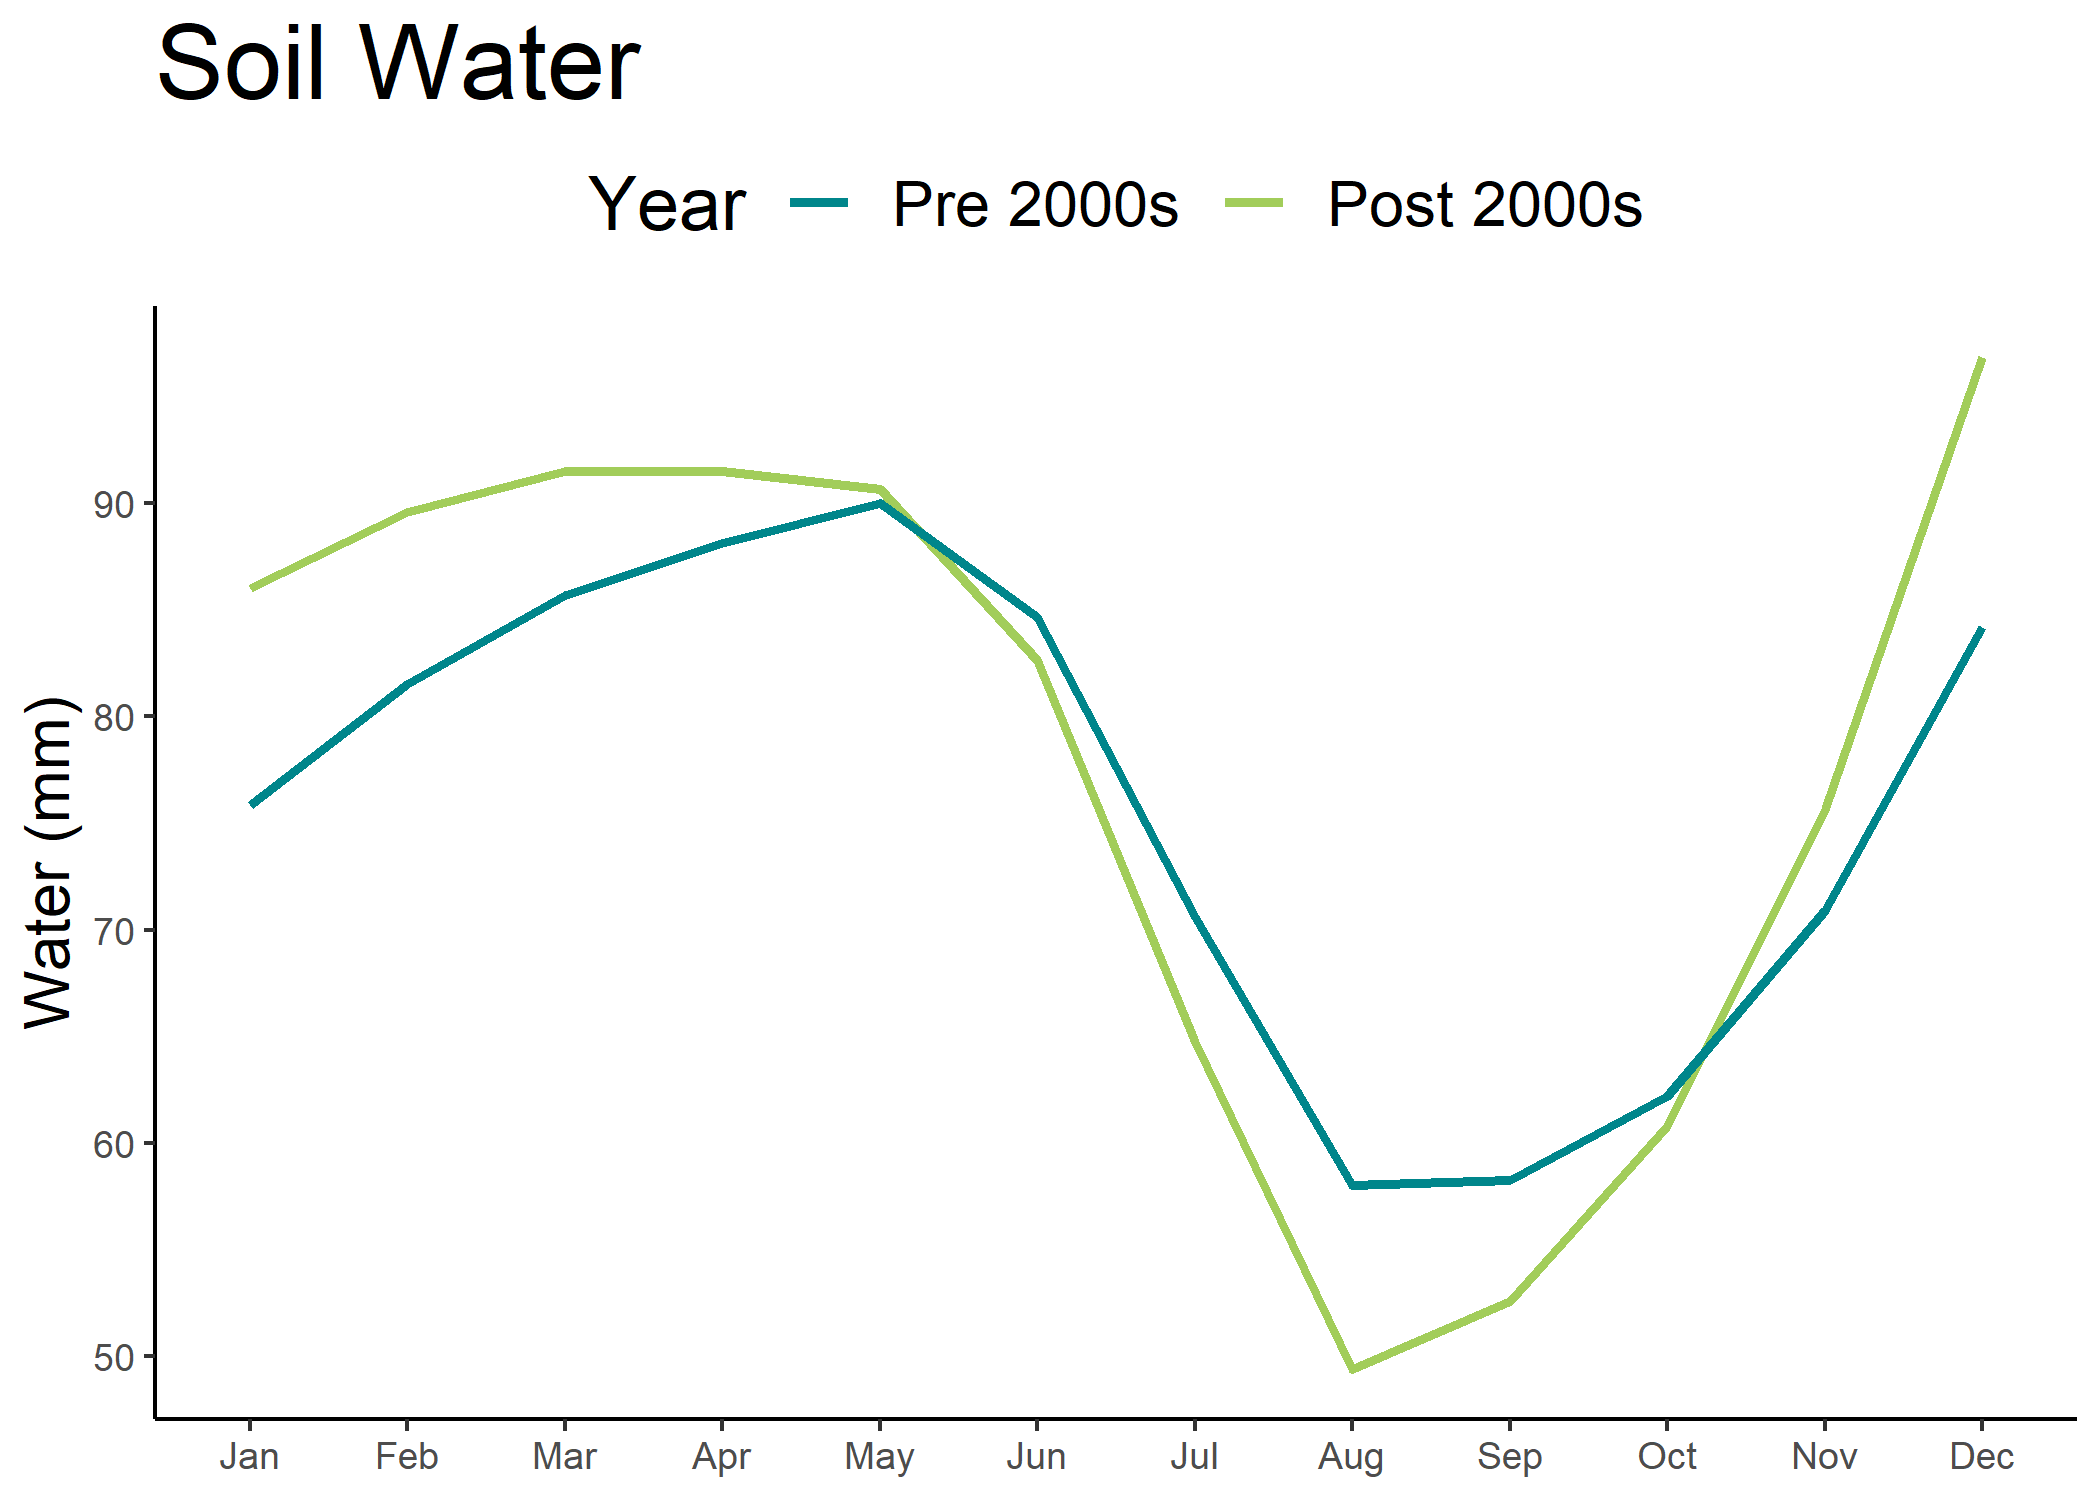 Soil Water
Year Pre 2000s Post 2000s
Water (mm)
90
80
70
60
50
Jan Feb Mar Apr May Jun Jul Aug Sep Oct Nov Dec